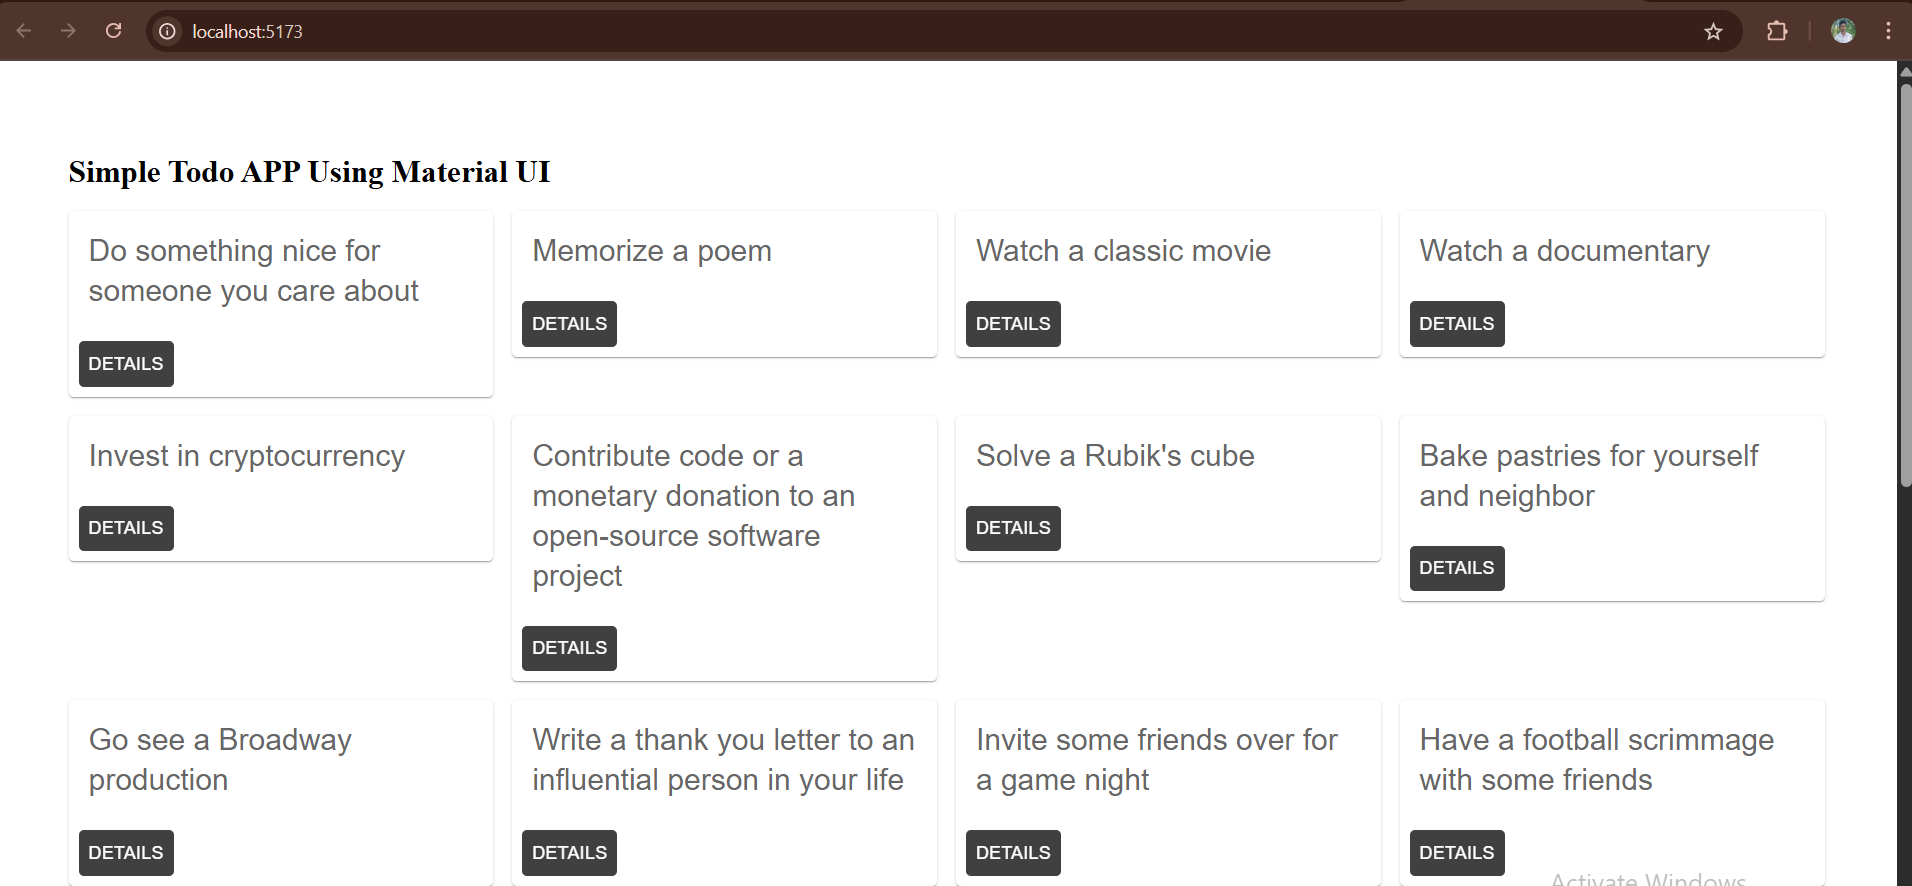 localhost:5173
Simple Todo APP Using Material UI
Do something nice for
someone you care about
DETAILS
Memorize a poem
DETAILS
Watch a classic movie
DETAILS
Watch a documentary
DETAILS
Invest in cryptocurrency
DETAILS
Contribute code or a
monetary donation to an
open-source software
project
DETAILS
Solve a Rubik's cube
DETAILS
Bake pastries for yourself
and neighbor
DETAILS
Go see a Broadway
production
DETAILS
Write a thank you letter to an
influential person in your life
DETAILS
Invite some friends over for
a game night
DETAILS
Have a football scrimmage
with some friends
DETAILS
Activate Windows